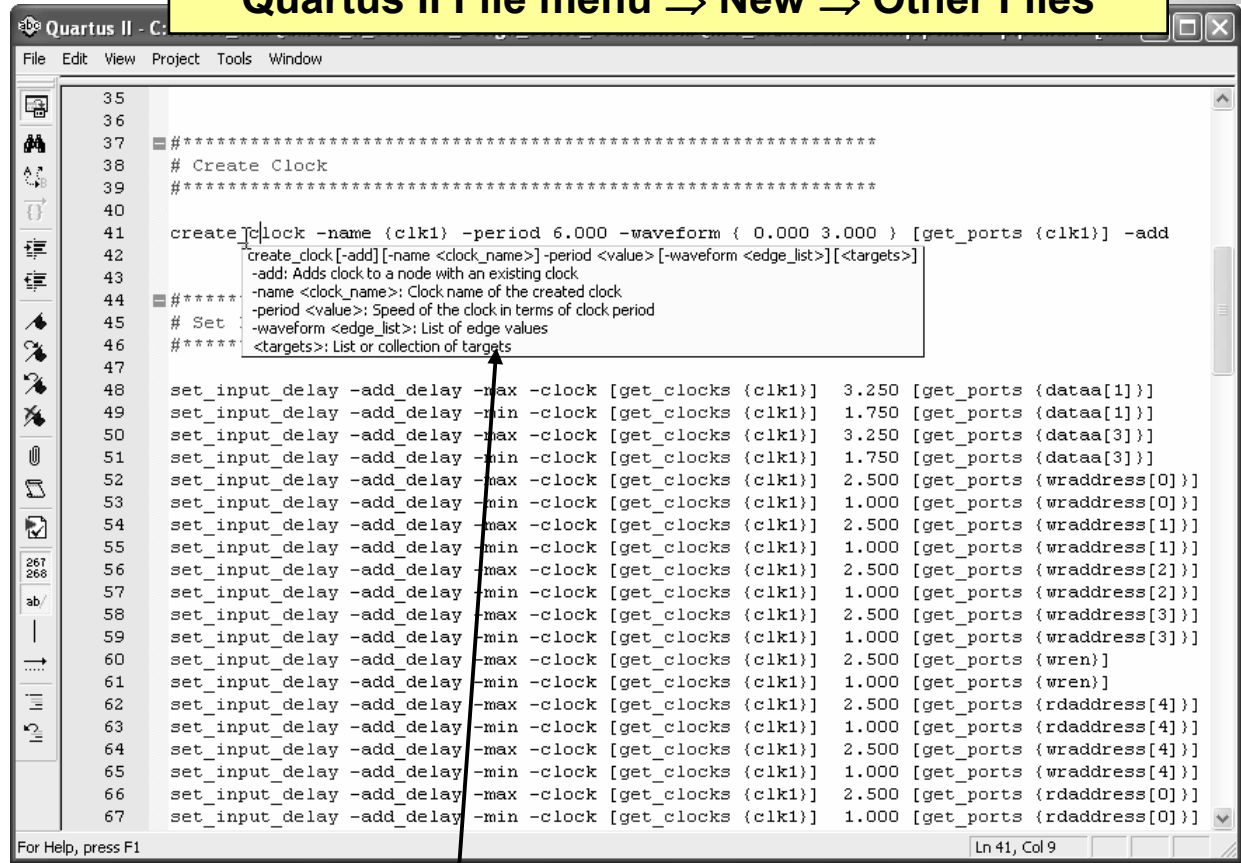 Quartus II File menu ⇒ New ⇒ Other Files
Quartus II - C:
File Edit View Project Tools Window
35
36
37 #**************************************************************
38 # Create Clock
39 #**************************************************************
40
41 create_clock -name {clk1} -period 6.000 -waveform { 0.000 3.000 } [get_ports {clk1}] -add
42 create_clock [-add] [-name <clock_name>] -period <value> [-waveform <edge_list>] [<targets>]
-add: Adds clock to a node with an existing clock
43 -name <clock_name>: Clock name of the created clock
44 #***** -period <value>: Speed of the clock in terms of clock period
45 # Set -waveform <edge_list>: List of edge values
46 #***** <targets>: List or collection of targets
47
48 set_input_delay -add_delay -max -clock [get_clocks {clk1}] 3.250 [get_ports {dataa[1]}]
49 set_input_delay -add_delay -min -clock [get_clocks {clk1}] 1.750 [get_ports {dataa[1]}]
50 set_input_delay -add_delay -max -clock [get_clocks {clk1}] 3.250 [get_ports {dataa[3]}]
51 set_input_delay -add_delay -min -clock [get_clocks {clk1}] 1.750 [get_ports {dataa[3]}]
52 set_input_delay -add_delay -max -clock [get_clocks {clk1}] 2.500 [get_ports {wraddress[0]}]
53 set_input_delay -add_delay -min -clock [get_clocks {clk1}] 1.000 [get_ports {wraddress[0]}]
54 set_input_delay -add_delay -max -clock [get_clocks {clk1}] 2.500 [get_ports {wraddress[1]}]
55 set_input_delay -add_delay -min -clock [get_clocks {clk1}] 1.000 [get_ports {wraddress[1]}]
56 set_input_delay -add_delay -max -clock [get_clocks {clk1}] 2.500 [get_ports {wraddress[2]}]
57 set_input_delay -add_delay -min -clock [get_clocks {clk1}] 1.000 [get_ports {wraddress[2]}]
58 set_input_delay -add_delay -max -clock [get_clocks {clk1}] 2.500 [get_ports {wraddress[3]}]
59 set_input_delay -add_delay -min -clock [get_clocks {clk1}] 1.000 [get_ports {wraddress[3]}]
60 set_input_delay -add_delay -max -clock [get_clocks {clk1}] 2.500 [get_ports {wren}]
61 set_input_delay -add_delay -min -clock [get_clocks {clk1}] 1.000 [get_ports {wren}]
62 set_input_delay -add_delay -max -clock [get_clocks {clk1}] 2.500 [get_ports {rdaddress[4]}]
63 set_input_delay -add_delay -min -clock [get_clocks {clk1}] 1.000 [get_ports {rdaddress[4]}]
64 set_input_delay -add_delay -max -clock [get_clocks {clk1}] 2.500 [get_ports {wraddress[4]}]
65 set_input_delay -add_delay -min -clock [get_clocks {clk1}] 1.000 [get_ports {wraddress[4]}]
66 set_input_delay -add_delay -max -clock [get_clocks {clk1}] 2.500 [get_ports {rdaddress[0]}]
67 set_input_delay -add_delay -min -clock [get_clocks {clk1}] 1.000 [get_ports {rdaddress[0]}]
267
268
ab/
For Help, press F1 Ln 41, Col 9